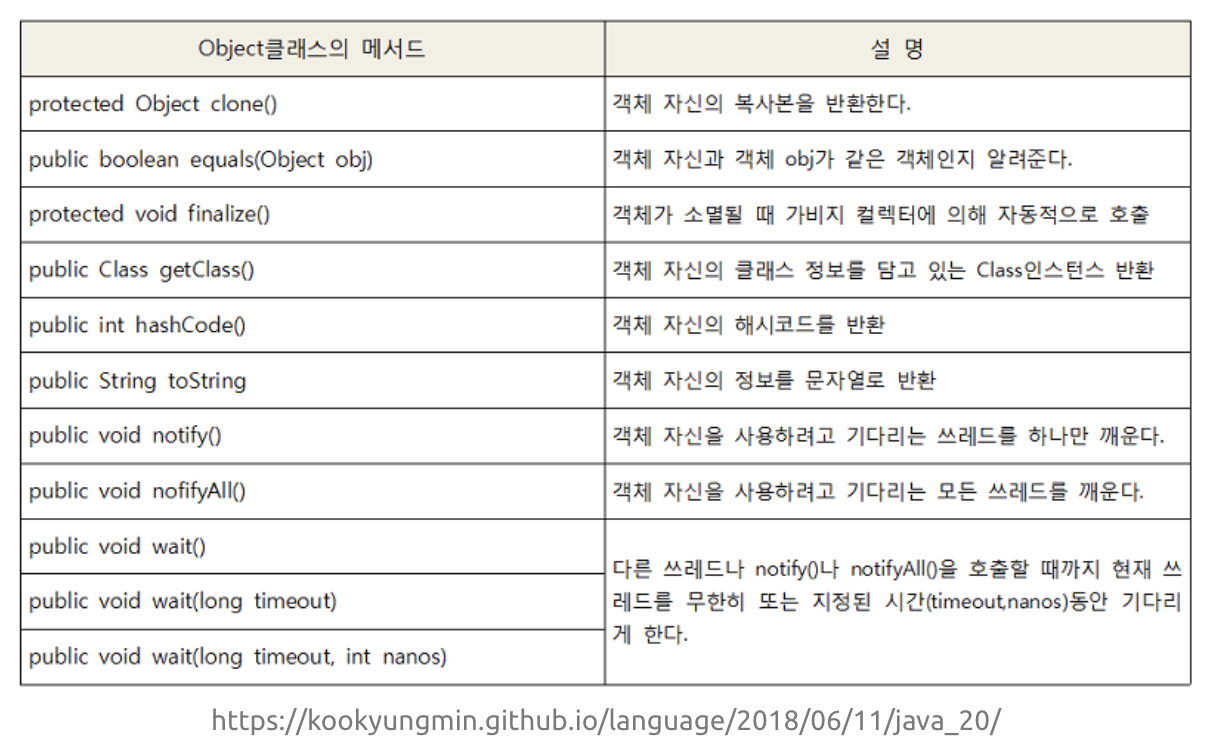 Object클래스의 메서드
설 명
protected Object clone()
객체 자신의 복사본을 반환한다.
public boolean equals(Object obj)
객체 자신과 객체 obj가 같은 객체인지 알려준다.
protected void finalize()
객체가 소멸될 때 가비지 컬렉터에 의해 자동적으로 호출
public Class getClass()
객체 자신의 클래스 정보를 담고 있는 Class인스턴스 반환
public int hashCode()
객체 자신의 해시코드를 반환
public String toString
객체 자신의 정보를 문자열로 반환
public void notify()
객체 자신을 사용하려고 기다리는 쓰레드를 하나만 깨운다.
public void nofifyAll()
객체 자신을 사용하려고 기다리는 모든 쓰레드를 깨운다.
public void wait()
public void wait(long timeout)
public void wait(long timeout, int nanos)
다른 쓰레드나 notify()나 notifyAll()을 호출할 때까지 현재 쓰
레드를 무한히 또는 지정된 시간(timeout,nanos)동안 기다리
게 한다.
https://kookyungmin.github.io/language/2018/06/11/java_20/